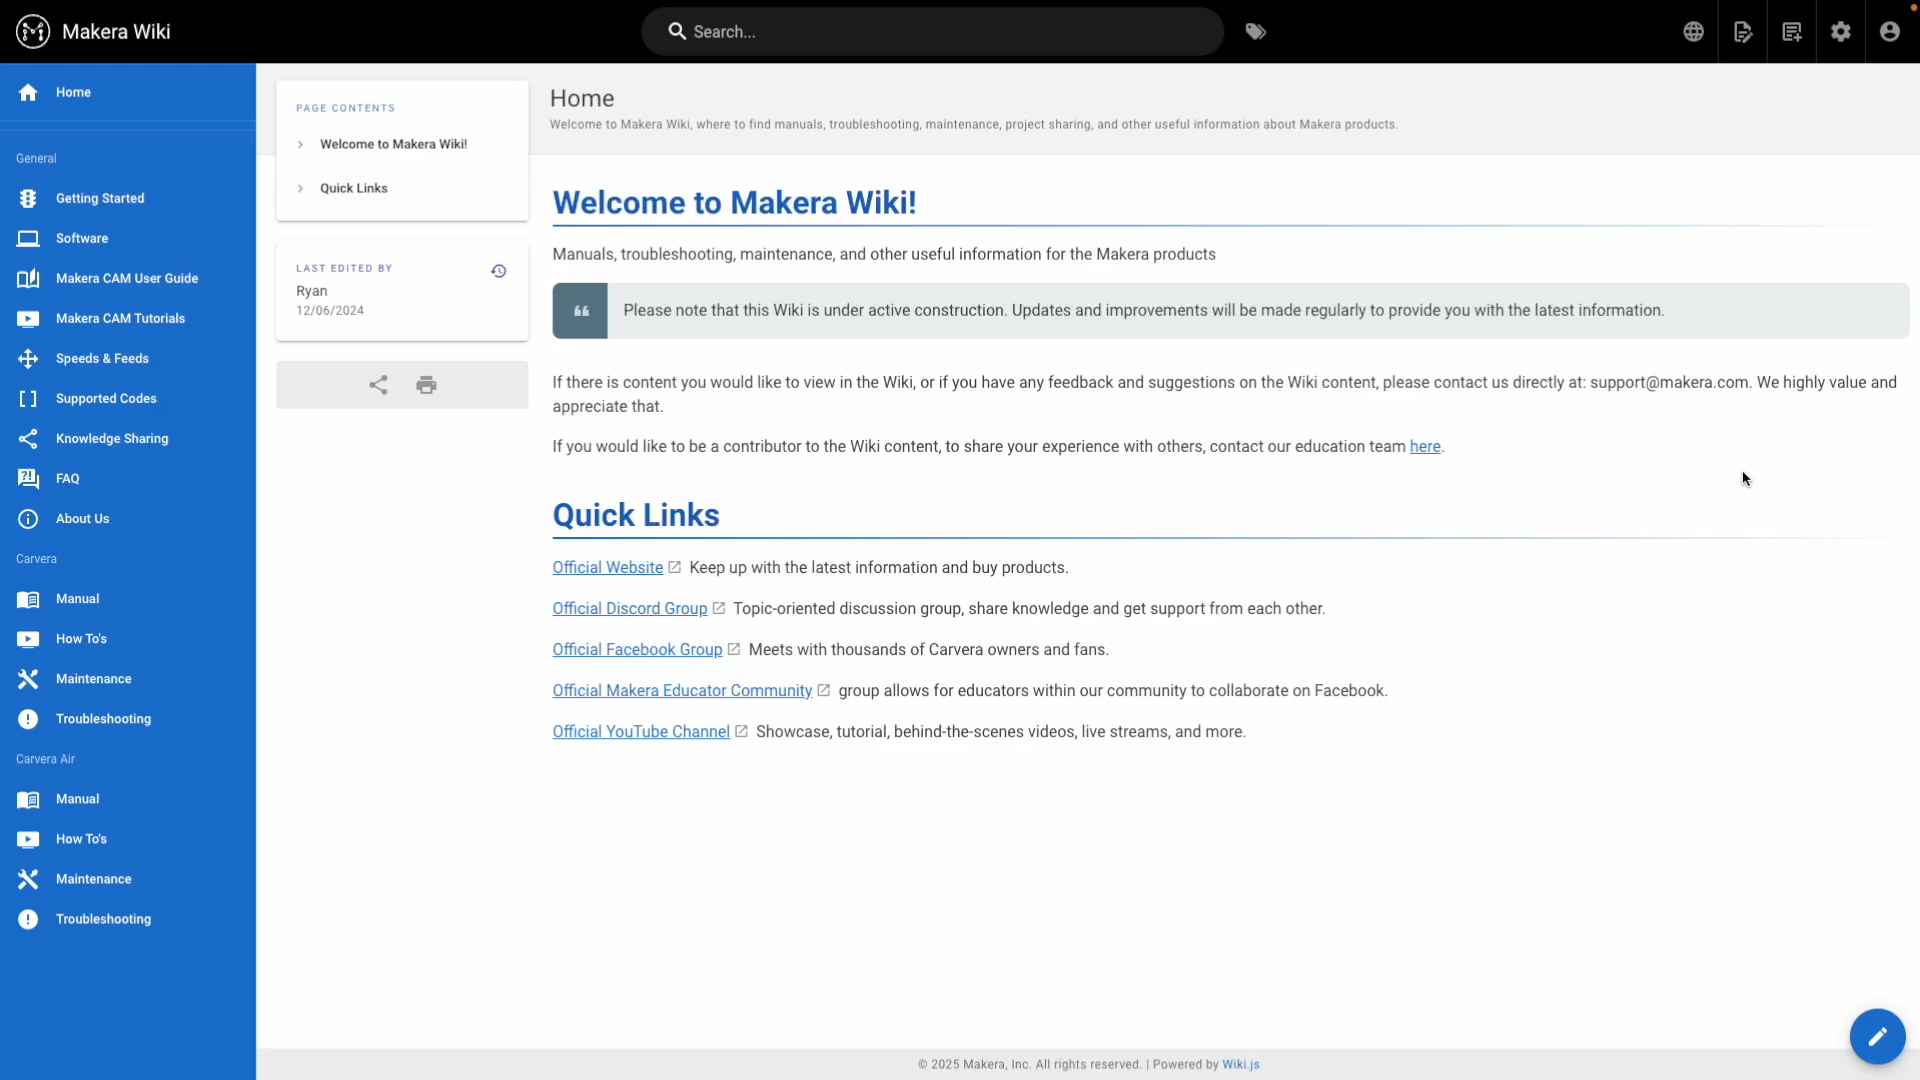 Makera Wiki
Search...
Home
General
Getting Started
Software
Makera CAM User Guide
Makera CAM Tutorials
Speeds & Feeds
Supported Codes
Knowledge Sharing
FAQ
About Us
Carvera
Manual
How To's
Maintenance
Troubleshooting
Carvera Air
Manual
How To's
Maintenance
Troubleshooting
PAGE CONTENTS
Welcome to Makera Wiki!
Quick Links
LAST EDITED BY
Ryan
12/06/2024
Home
Welcome to Makera Wiki, where to find manuals, troubleshooting, maintenance, project sharing, and other useful information about Makera products.
Welcome to Makera Wiki!
Manuals, troubleshooting, maintenance, and other useful information for the Makera products
Please note that this Wiki is under active construction. Updates and improvements will be made regularly to provide you with the latest information.
If there is content you would like to view in the Wiki, or if you have any feedback and suggestions on the Wiki content, please contact us directly at: support@makera.com. We highly value and
appreciate that.
If you would like to be a contributor to the Wiki content, to share your experience with others, contact our education team here.
Quick Links
Official Website Keep up with the latest information and buy products.
Official Discord Group Topic-oriented discussion group, share knowledge and get support from each other.
Official Facebook Group Meets with thousands of Carvera owners and fans.
Official Makera Educator Community group allows for educators within our community to collaborate on Facebook.
Official YouTube Channel Showcase, tutorial, behind-the-scenes videos, live streams, and more.
© 2025 Makera, Inc. All rights reserved. | Powered by Wiki.js